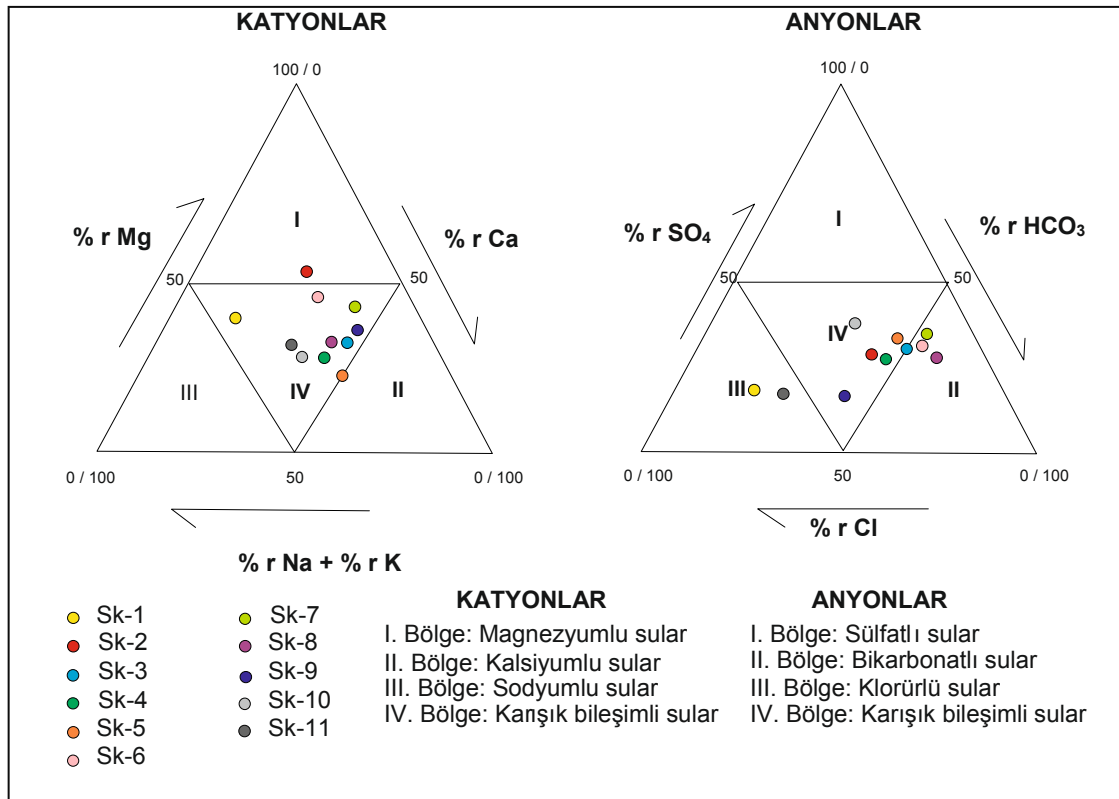 KATYONLAR
100 / 0
I
% r Mg
% r Ca
50
50
III
IV
II
0 / 100
50
0 / 100
% r Na + % r K
ANYONLAR
100 / 0
I
% r SO₄
% r HCO₃
50
50
IV
III
II
0 / 100
50
0 / 100
% r Cl
Sk-1
Sk-2
Sk-3
Sk-4
Sk-5
Sk-6
Sk-7
Sk-8
Sk-9
Sk-10
Sk-11
KATYONLAR
I. Bölge: Magnezyumlu sular
II. Bölge: Kalsiyumlu sular
III. Bölge: Sodyumlu sular
IV. Bölge: Karışık bileşimli sular
ANYONLAR
I. Bölge: Sülfatlı sular
II. Bölge: Bikarbonatlı sular
III. Bölge: Klorürlü sular
IV. Bölge: Karışık bileşimli sular